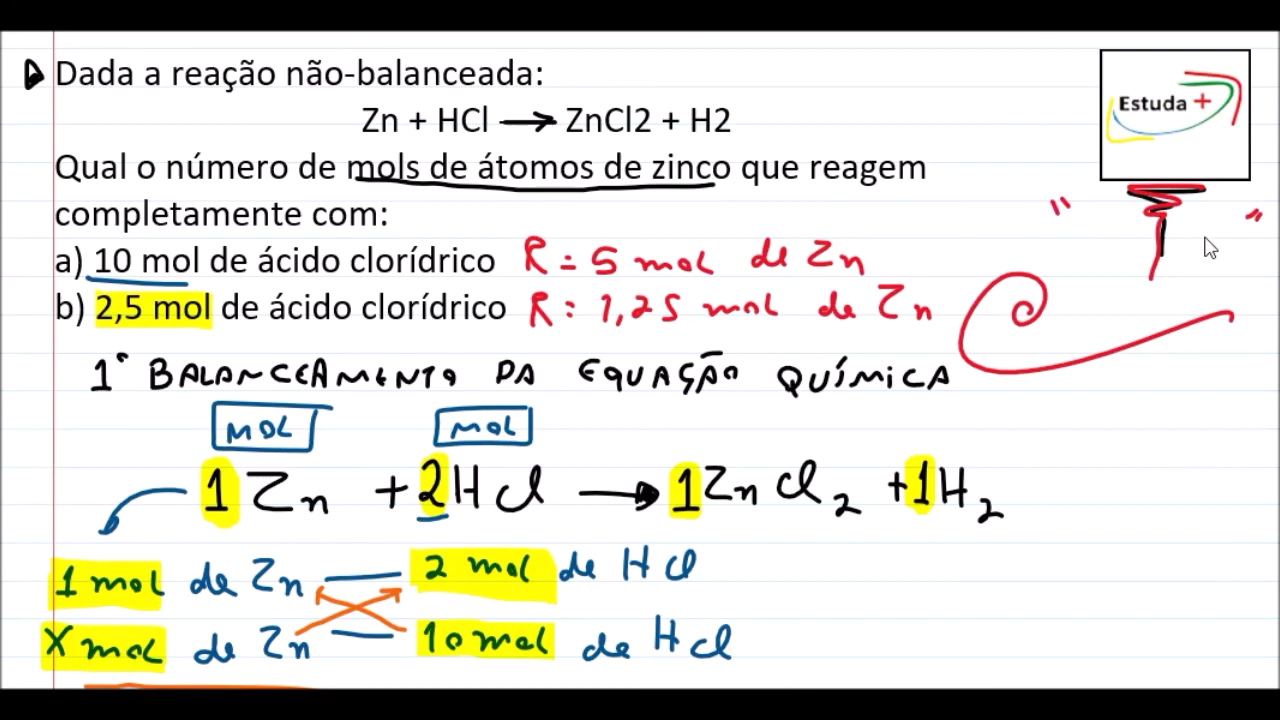 Dada a reação não-balanceada:
Estuda +
Zn + HCl → ZnCl2 + H2
Qual o número de mols de átomos de zinco que reagem
completamente com:
a) 10 mol de ácido clorídrico R = 5 mol de Zn
b) 2,5 mol de ácido clorídrico R: 1,25 mol de Zn
1° BALANCEAMENTO DA EQUAÇÃO QUÍMICA
MOL MOL
1 Zn + 2 HCl → 1 ZnCl2 + 1 H2
1 mol de Zn — 2 mol de HCl
X mol de Zn — 10 mol de HCl